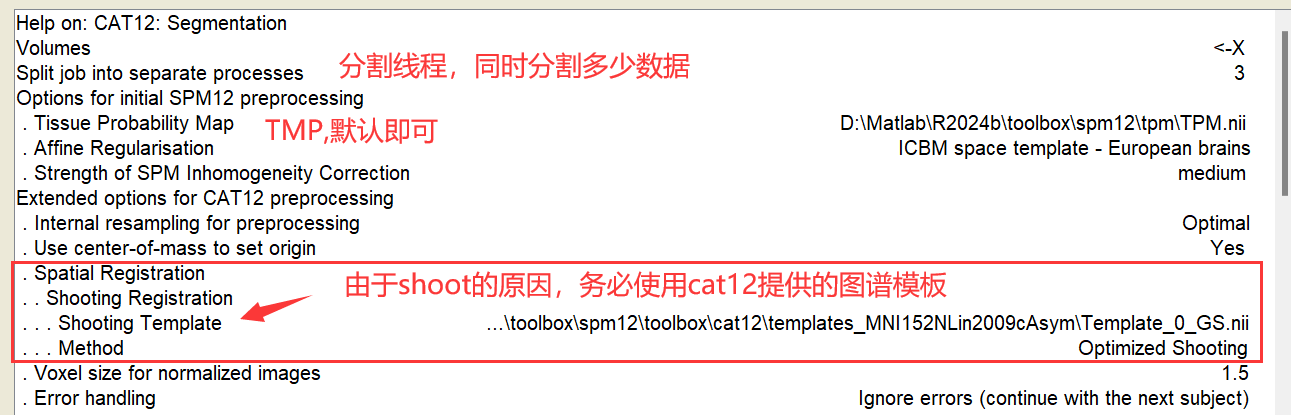 Help on: CAT12: Segmentation
Volumes <-X
Split job into separate processes 分割线程，同时分割多少数据 3
Options for initial SPM12 preprocessing
. Tissue Probability Map TMP,默认即可 D:\Matlab\R2024b\toolbox\spm12\tpm\TPM.nii
. Affine Regularisation ICBM space template - European brains
. Strength of SPM Inhomogeneity Correction medium
Extended options for CAT12 preprocessing
. Internal resampling for preprocessing Optimal
. Use center-of-mass to set origin Yes
. Spatial Registration 由于shoot的原因，务必使用cat12提供的图谱模板
. . Shooting Registration
. . . Shooting Template ...\toolbox\spm12\toolbox\cat12\templates_MNI152NLin2009cAsym\Template_0_GS.nii
. . . Method Optimized Shooting
. Voxel size for normalized images 1.5
. Error handling Ignore errors (continue with the next subject)